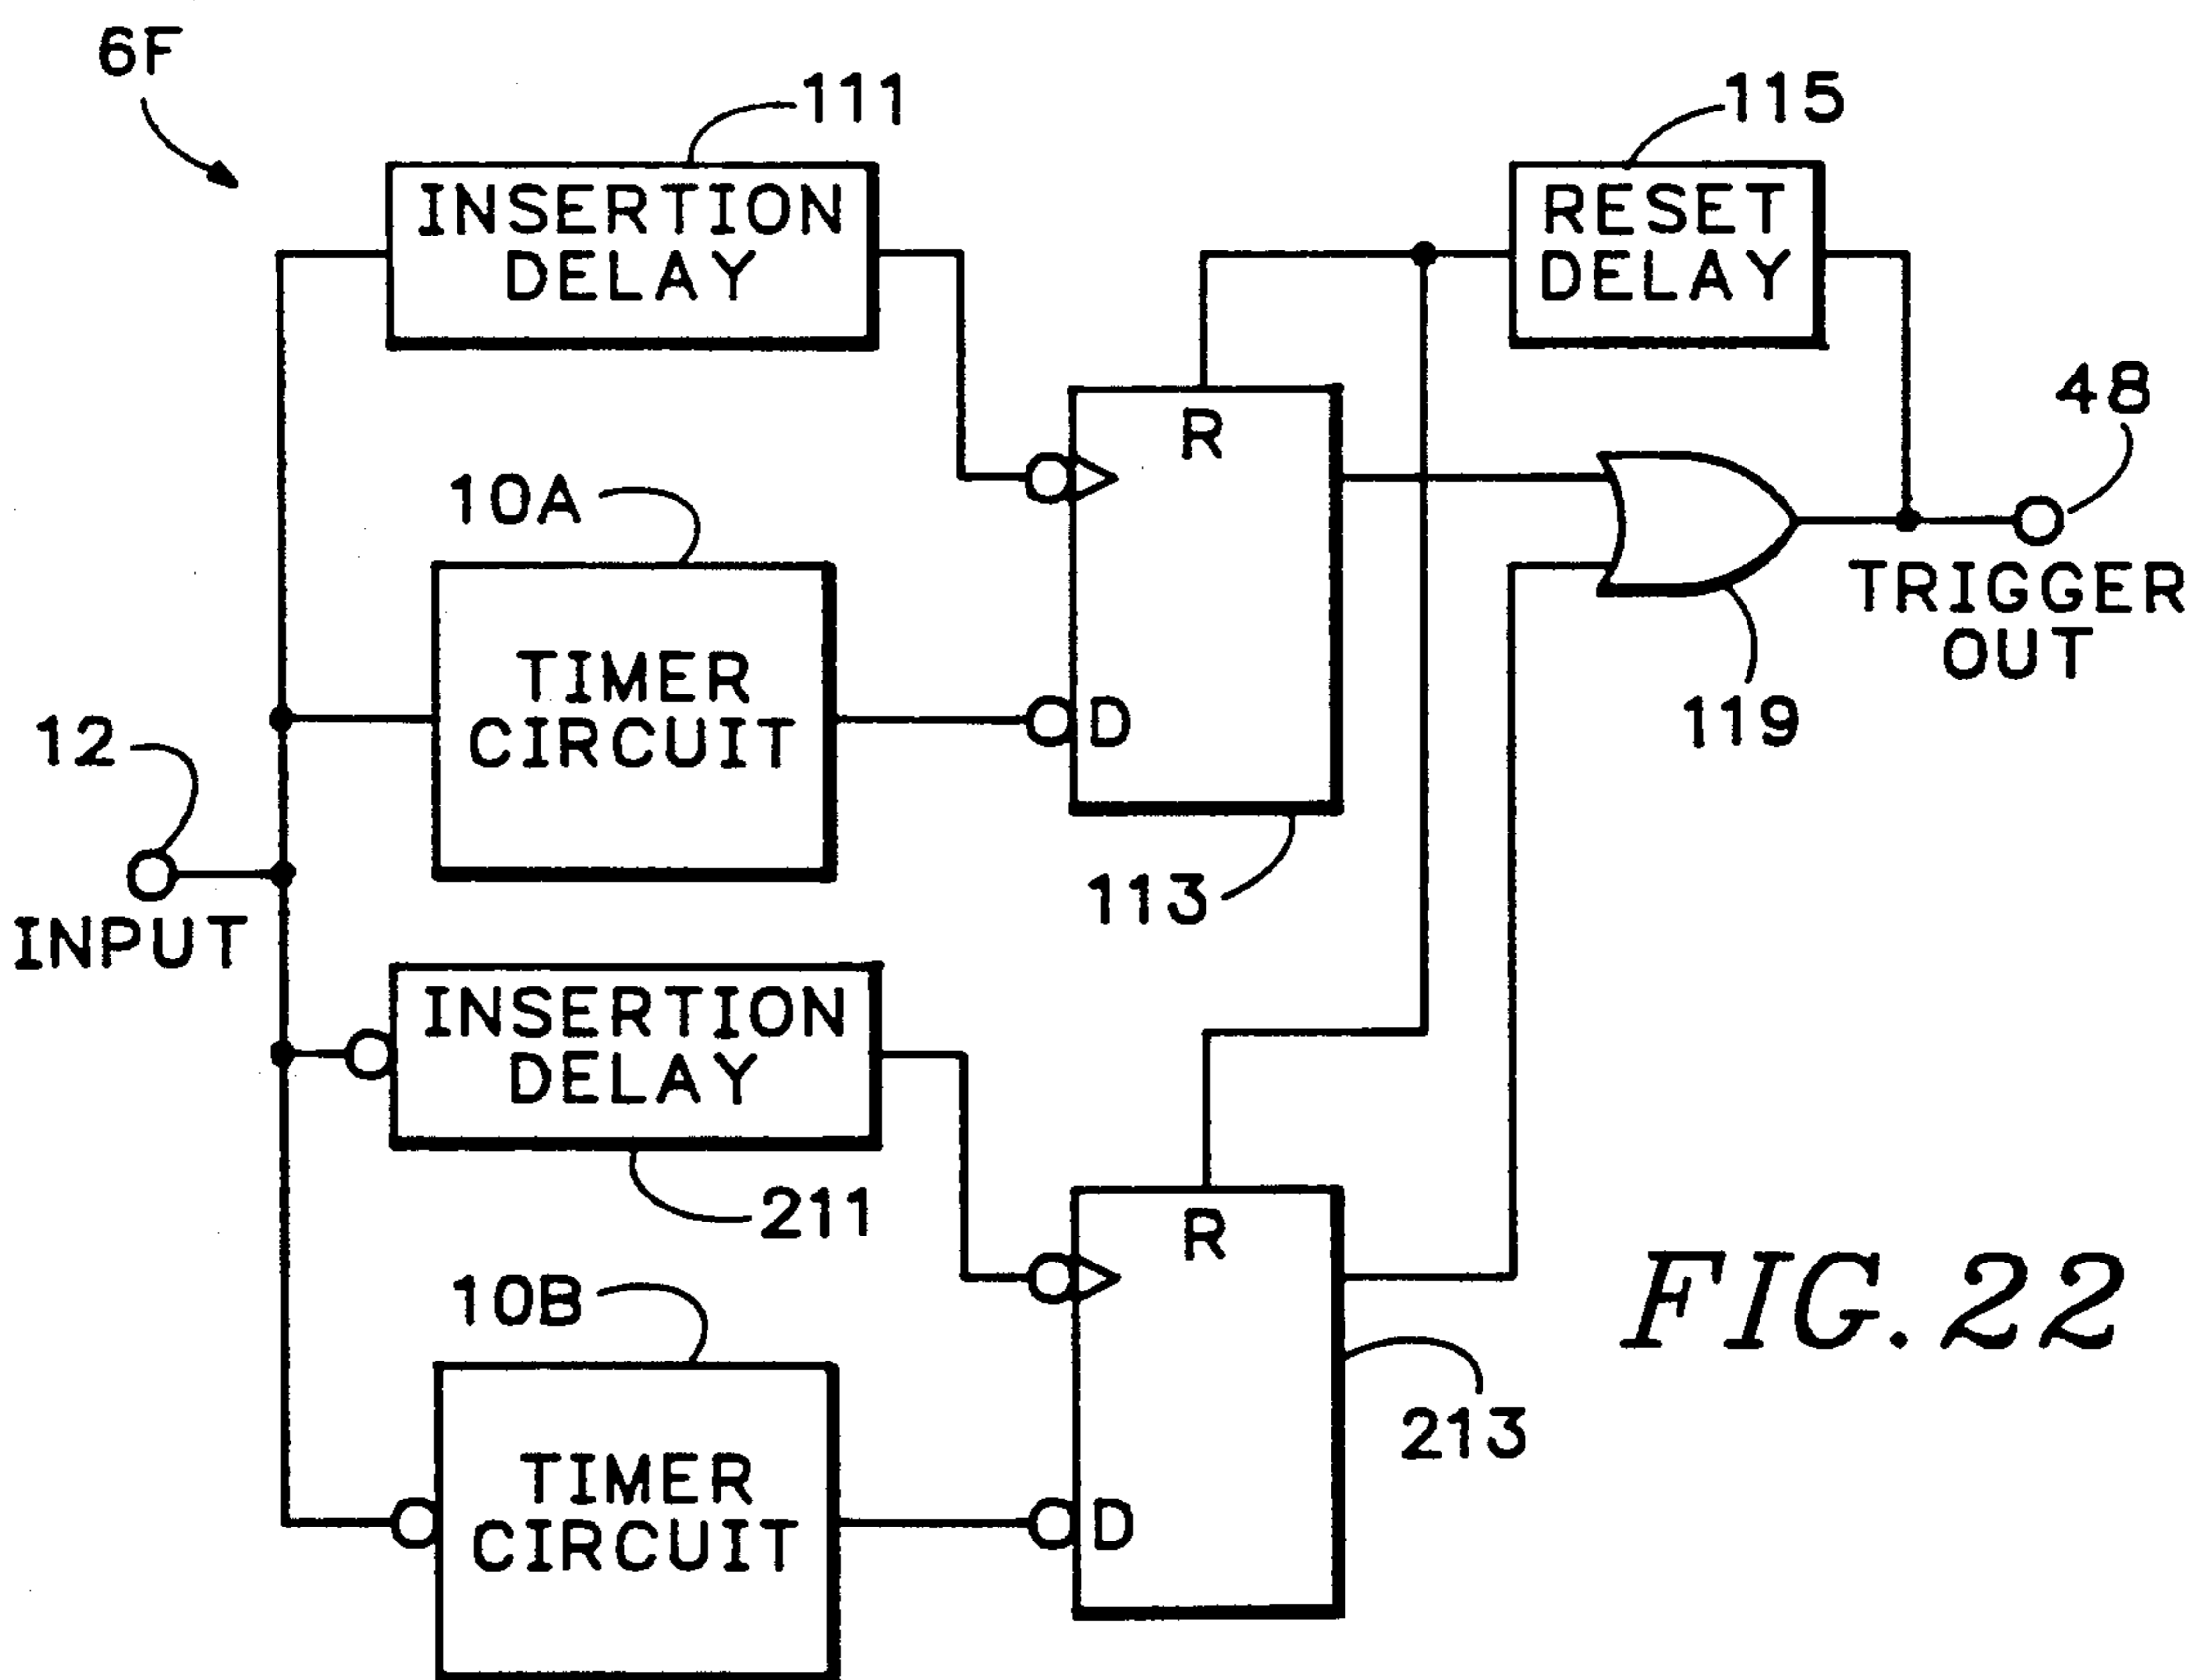 6F
111
115
INSERTION
DELAY
RESET
DELAY
48
R
10A
TRIGGER
OUT
TIMER
CIRCUIT
D
119
12
113
INPUT
INSERTION
DELAY
211
R
10B
FIG.22
213
TIMER
CIRCUIT
D